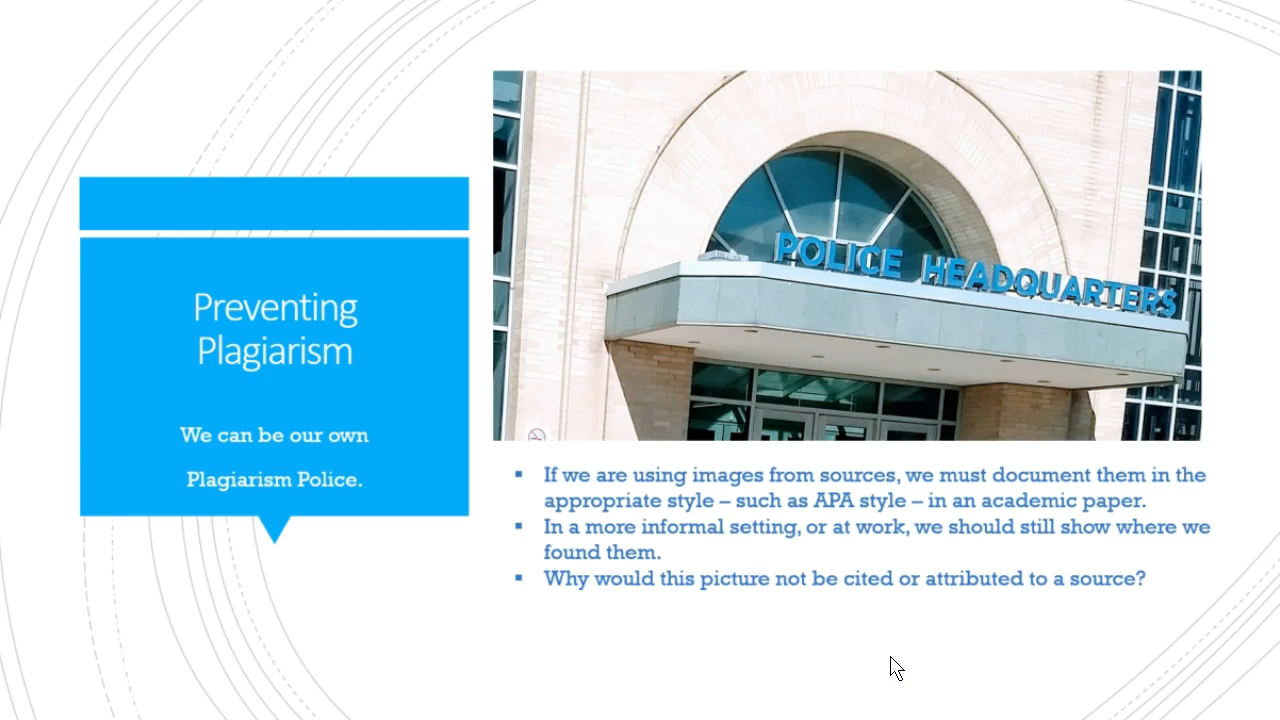 Preventing
Plagiarism
We can be our own
Plagiarism Police.
POLICE HEADQUARTERS
▪ If we are using images from sources, we must document them in the
appropriate style – such as APA style – in an academic paper.
▪ In a more informal setting, or at work, we should still show where we
found them.
▪ Why would this picture not be cited or attributed to a source?